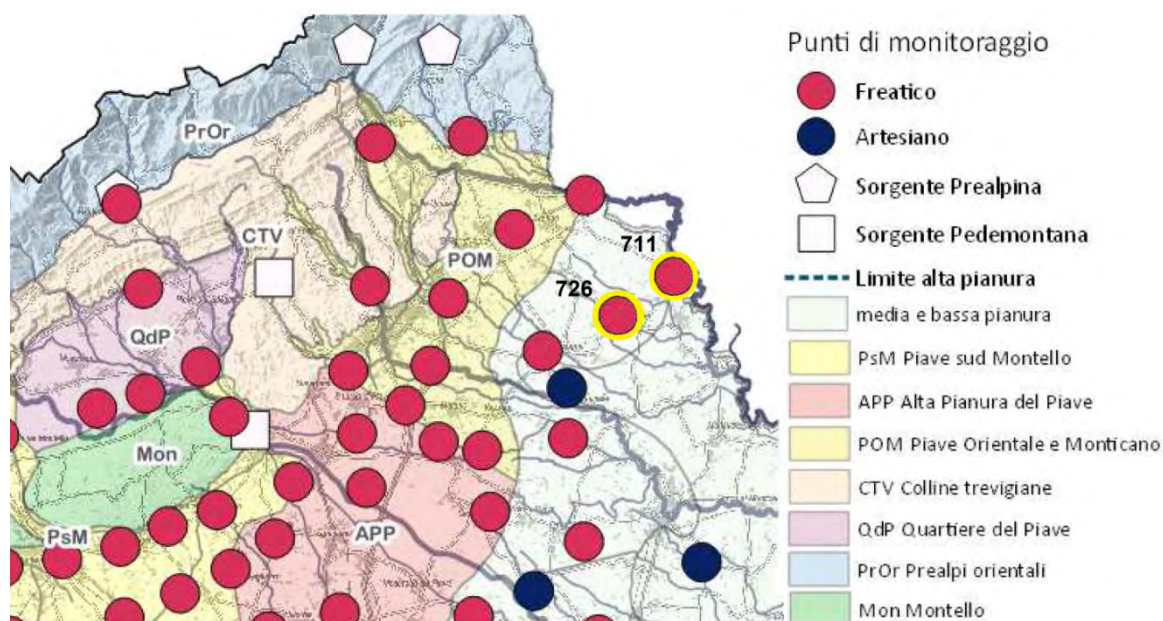 PrOr
CTV
POM
711
726
QdP
Mon
PsM
APP
Punti di monitoraggio
Freatico
Artesiano
Sorgente Prealpina
Sorgente Pedemontana
Limite alta pianura
media e bassa pianura
PsM Piave sud Montello
APP Alta Pianura del Piave
POM Piave Orientale e Monticano
CTV Colline trevigiane
QdP Quartiere del Piave
PrOr Prealpi orientali
Mon Montello